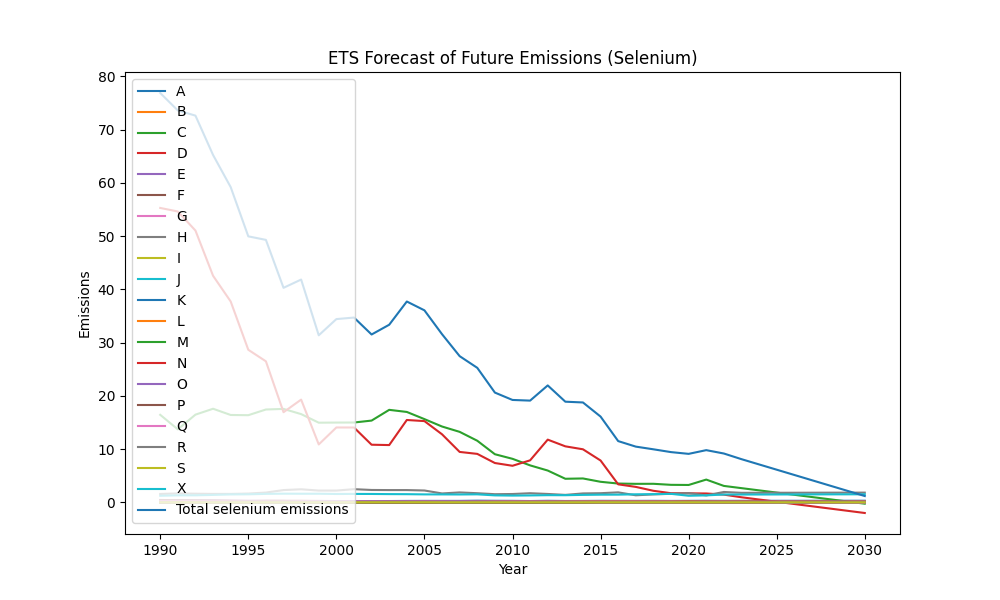 ETS Forecast of Future Emissions (Selenium)
80
70
60
50
40
30
20
10
0
Emissions
A
B
C
D
E
F
G
H
I
J
K
L
M
N
O
P
Q
R
S
X
Total selenium emissions
1990 1995 2000 2005 2010 2015 2020 2025 2030
Year